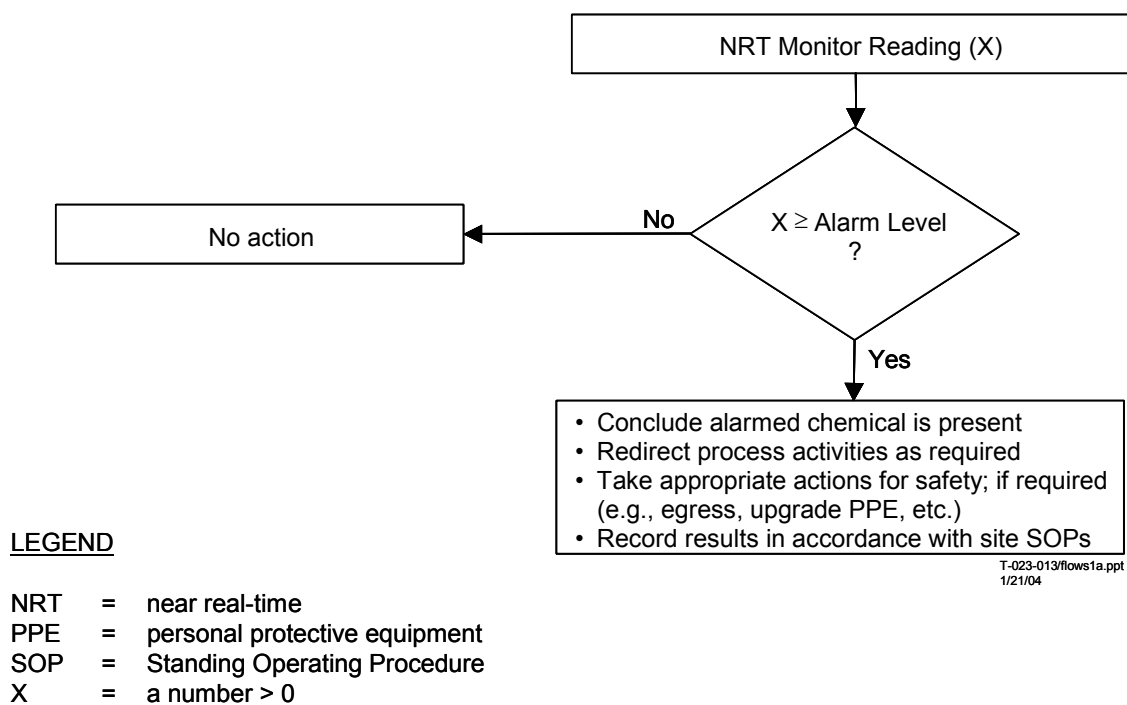 NRT Monitor Reading (X)
No action
No
X ≥ Alarm Level
?
Yes
• Conclude alarmed chemical is present
• Redirect process activities as required
• Take appropriate actions for safety; if required
(e.g., egress, upgrade PPE, etc.)
• Record results in accordance with site SOPs
T-023-013/flows1a.ppt
1/21/04
LEGEND
NRT = near real-time
PPE = personal protective equipment
SOP = Standing Operating Procedure
X = a number > 0